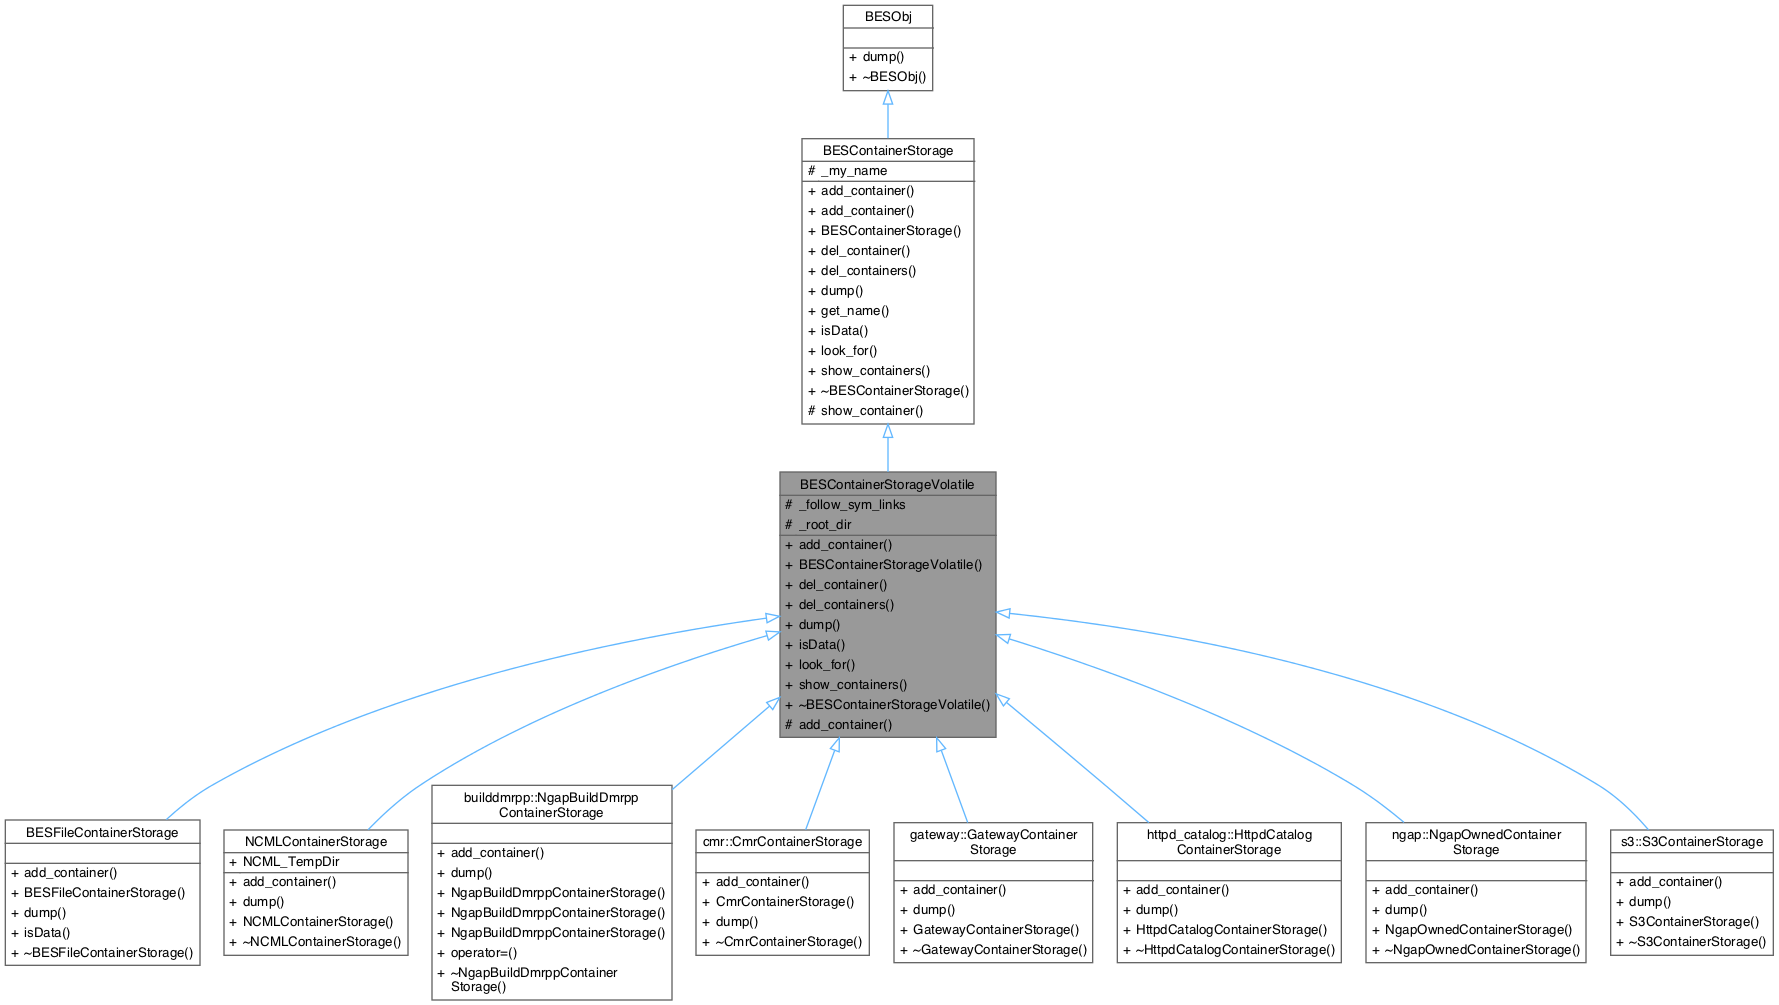 BESObj
+ dump()
+ ~BESObj()
BESContainerStorage
# _my_name
+ add_container()
+ add_container()
+ BESContainerStorage()
+ del_container()
+ del_containers()
+ dump()
+ get_name()
+ isData()
+ look_for()
+ show_containers()
+ ~BESContainerStorage()
# show_container()
BESContainerStorageVolatile
# _follow_sym_links
# _root_dir
+ add_container()
+ BESContainerStorageVolatile()
+ del_container()
+ del_containers()
+ dump()
+ isData()
+ look_for()
+ show_containers()
+ ~BESContainerStorageVolatile()
# add_container()
BESFileContainerStorage
+ add_container()
+ BESFileContainerStorage()
+ dump()
+ isData()
+ ~BESFileContainerStorage()
NCMLContainerStorage
+ NCML_TempDir
+ add_container()
+ dump()
+ NCMLContainerStorage()
+ ~NCMLContainerStorage()
builddmrpp::NgapBuildDmrpp
ContainerStorage
+ add_container()
+ dump()
+ NgapBuildDmrppContainerStorage()
+ NgapBuildDmrppContainerStorage()
+ NgapBuildDmrppContainerStorage()
+ operator=()
+ ~NgapBuildDmrppContainer
Storage()
cmr::CmrContainerStorage
+ add_container()
+ CmrContainerStorage()
+ dump()
+ ~CmrContainerStorage()
gateway::GatewayContainer
Storage
+ add_container()
+ dump()
+ GatewayContainerStorage()
+ ~GatewayContainerStorage()
httpd_catalog::HttpdCatalog
ContainerStorage
+ add_container()
+ dump()
+ HttpdCatalogContainerStorage()
+ ~HttpdCatalogContainerStorage()
ngap::NgapOwnedContainer
Storage
+ add_container()
+ dump()
+ NgapOwnedContainerStorage()
+ ~NgapOwnedContainerStorage()
s3::S3ContainerStorage
+ add_container()
+ dump()
+ S3ContainerStorage()
+ ~S3ContainerStorage()